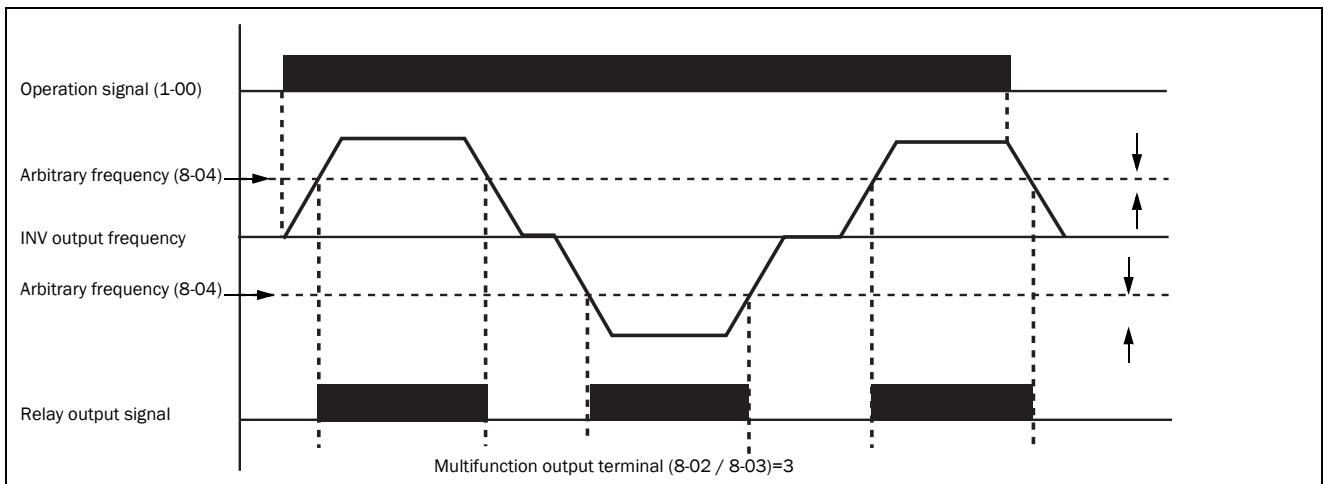 Operation signal (1-00)
Arbitrary frequency (8-04)
INV output frequency
Arbitrary frequency (8-04)
Relay output signal
Multifunction output terminal (8-02 / 8-03)=3